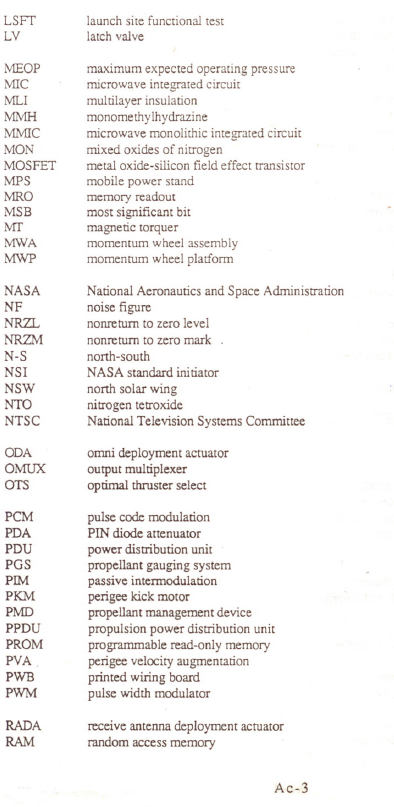 LSFT launch site functional test
LV latch valve
MEOP maximum expected operating pressure
MIC microwave integrated circuit
MLI multilayer insulation
MMH monomethylhydrazine
MMIC microwave monolithic integrated circuit
MON mixed oxides of nitrogen
MOSFET metal oxide-silicon field effect transistor
MPS mobile power stand
MRO memory readout
MSB most significant bit
MT magnetic torquer
MWA momentum wheel assembly
MWP momentum wheel platform
NASA National Aeronautics and Space Administration
NF noise figure
NRZL nonreturn to zero level
NRZM nonreturn to zero mark
N-S north-south
NSI NASA standard initiator
NSW north solar wing
NTO nitrogen tetroxide
NTSC National Television Systems Committee
ODA omni deployment actuator
OMUX output multiplexer
OTS optimal thruster select
PCM pulse code modulation
PDA PIN diode attenuator
PDU power distribution unit
PGS propellant gauging system
PIM passive intermodulation
PKM perigee kick motor
PMD propellant management device
PPDU propulsion power distribution unit
PROM programmable read-only memory
PVA perigee velocity augmentation
PWB printed wiring board
PWM pulse width modulator
RADA receive antenna deployment actuator
RAM random access memory
Ac-3